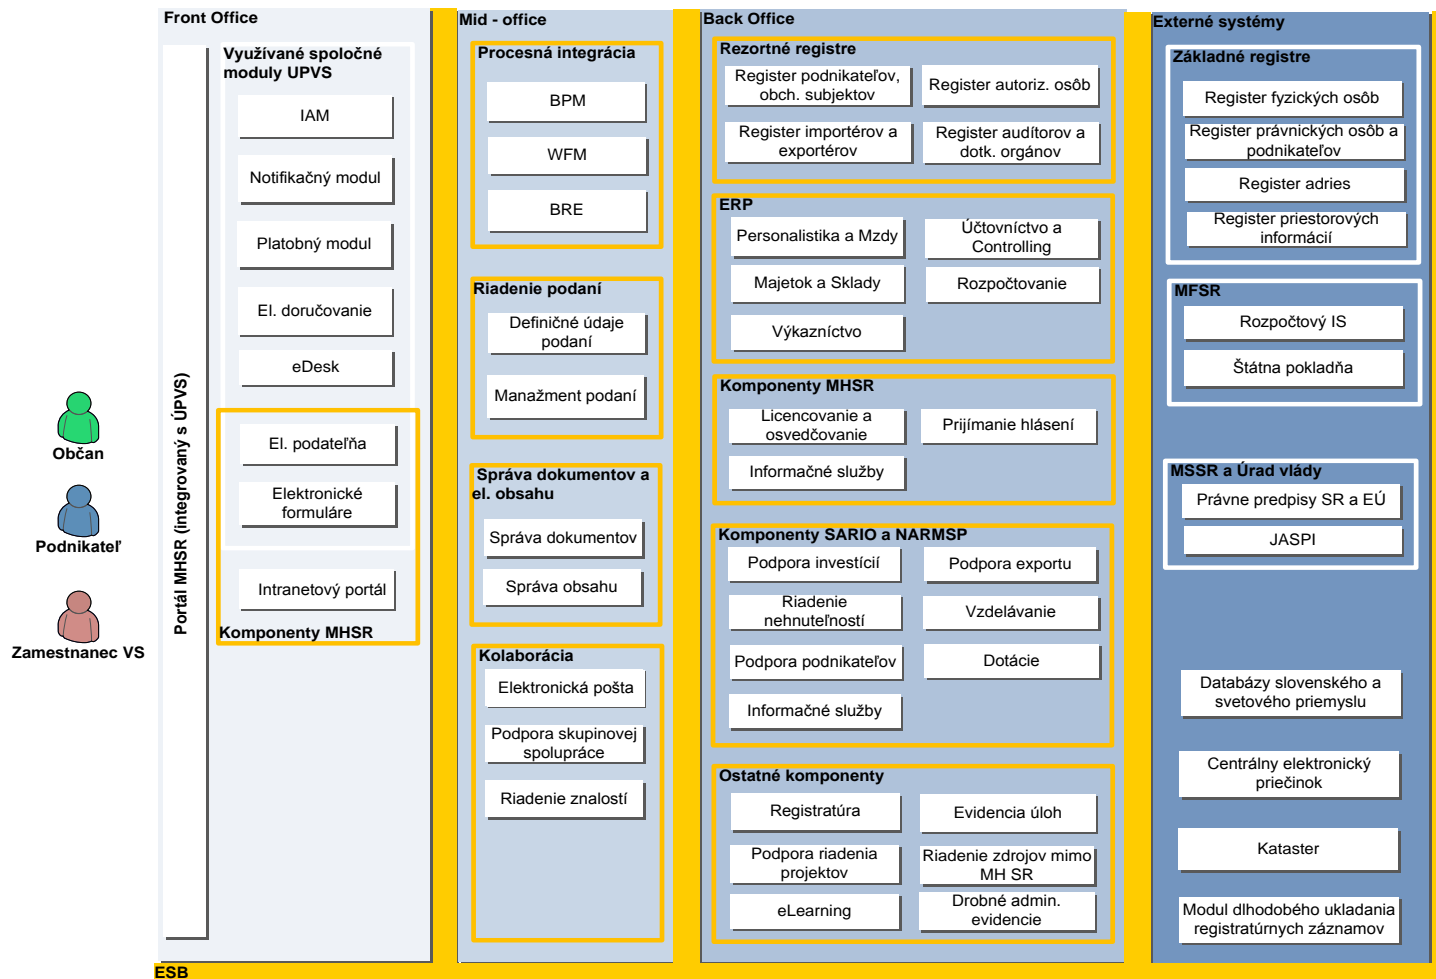 Občan
Podnikateľ
Zamestnanec VS
Front Office
Portál MHSR (integrovaný s ÚPVS)
Využívané spoločné
moduly UPVS
IAM
Notifikačný modul
Platobný modul
El. doručovanie
eDesk
El. podateľňa
Elektronické
formuláre
Intranetový portál
Komponenty MHSR
Mid - office
Procesná integrácia
BPM
WFM
BRE
Riadenie podaní
Definičné údaje
podaní
Manažment podaní
Správa dokumentov a
el. obsahu
Správa dokumentov
Správa obsahu
Kolaborácia
Elektronická pošta
Podpora skupinovej
spolupráce
Riadenie znalostí
Back Office
Rezortné registre
Register podnikateľov,
obch. subjektov
Register autoriz. osôb
Register importérov a
exportérov
Register audítorov a
dotk. orgánov
ERP
Personalistika a Mzdy
Účtovníctvo a
Controlling
Majetok a Sklady
Rozpočtovanie
Výkazníctvo
Komponenty MHSR
Licencovanie a
osvedčovanie
Prijímanie hlásení
Informačné služby
Komponenty SARIO a NARMSP
Podpora investícií
Podpora exportu
Riadenie
nehnuteľností
Vzdelávanie
Podpora podnikateľov
Dotácie
Informačné služby
Ostatné komponenty
Registratúra
Evidencia úloh
Podpora riadenia
projektov
Riadenie zdrojov mimo
MH SR
eLearning
Drobné admin.
evidencie
Externé systémy
Základné registre
Register fyzických osôb
Register právnických osôb a
podnikateľov
Register adries
Register priestorových
informácií
MFSR
Rozpočtový IS
Štátna pokladňa
MSSR a Úrad vlády
Právne predpisy SR a EÚ
JASPI
Databázy slovenského a
svetového priemyslu
Centrálny elektronický
priečinok
Kataster
Modul dlhodobého ukladania
registratúrnych záznamov
ESB